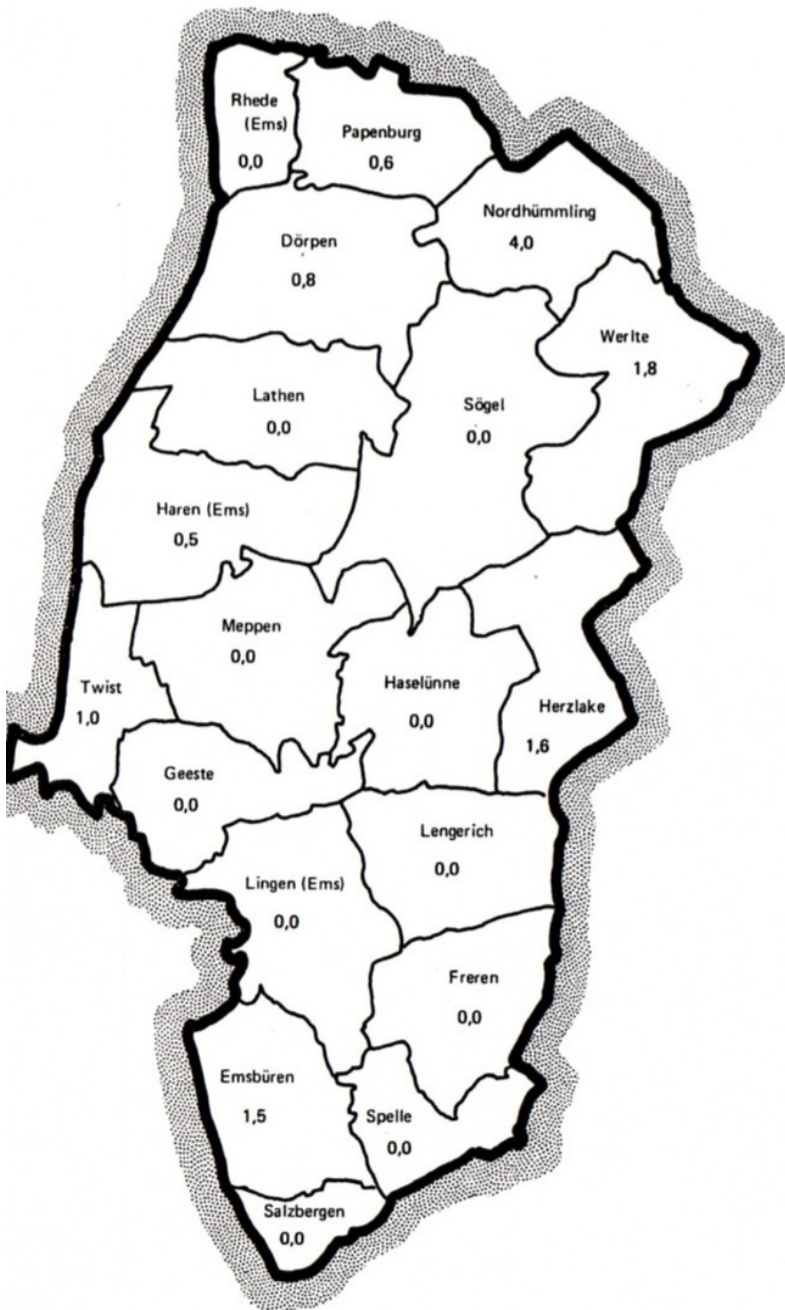 Rhede
(Ems)
0,0
Papenburg
0,6
Nordhümmling
4,0
Dörpen
0,8
Werlte
1,8
Lathen
0,0
Sögel
0,0
Haren (Ems)
0,5
Meppen
0,0
Twist
1,0
Haselünne
0,0
Herzlake
1,6
Geeste
0,0
Lengerich
0,0
Lingen (Ems)
0,0
Freren
0,0
Emsbüren
1,5
Spelle
0,0
Salzbergen
0,0